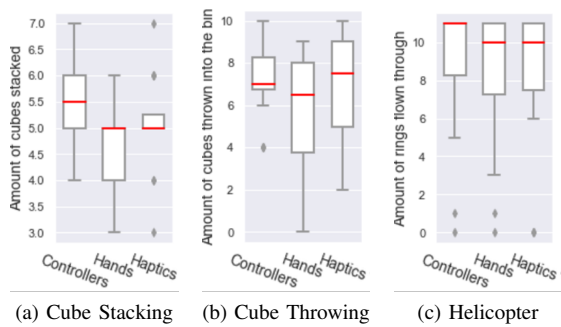 Amount of cubes stacked
7.0
6.5
6.0
5.5
5.0
4.5
4.0
3.5
3.0
Controllers
Hands
Haptics
(a) Cube Stacking
Amount of cubes thrown into the bin
10
8
6
4
2
0
Controllers
Hands
Haptics
(b) Cube Throwing
Amount of rings flown through
10
8
6
4
2
0
Controllers
Hands
Haptics
(c) Helicopter